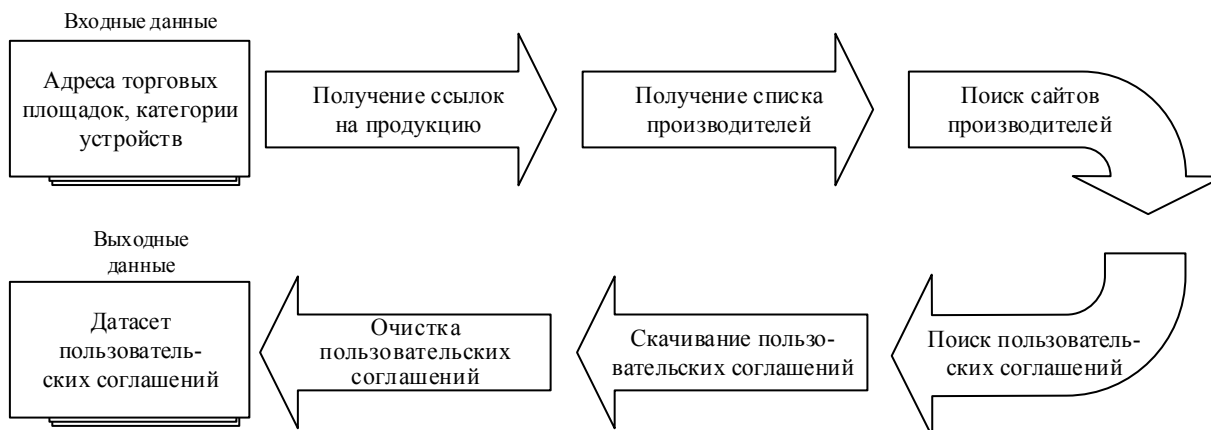 Входные данные
Адреса торговых
площадок, категории
устройств
Получение ссылок
на продукцию
Получение списка
производителей
Поиск сайтов
производителей
Поиск пользователь-
ских соглашений
Скачивание пользо-
вательских соглашений
Очистка
пользовательских
соглашений
Выходные
данные
Датасет
пользователь-
ских соглашений